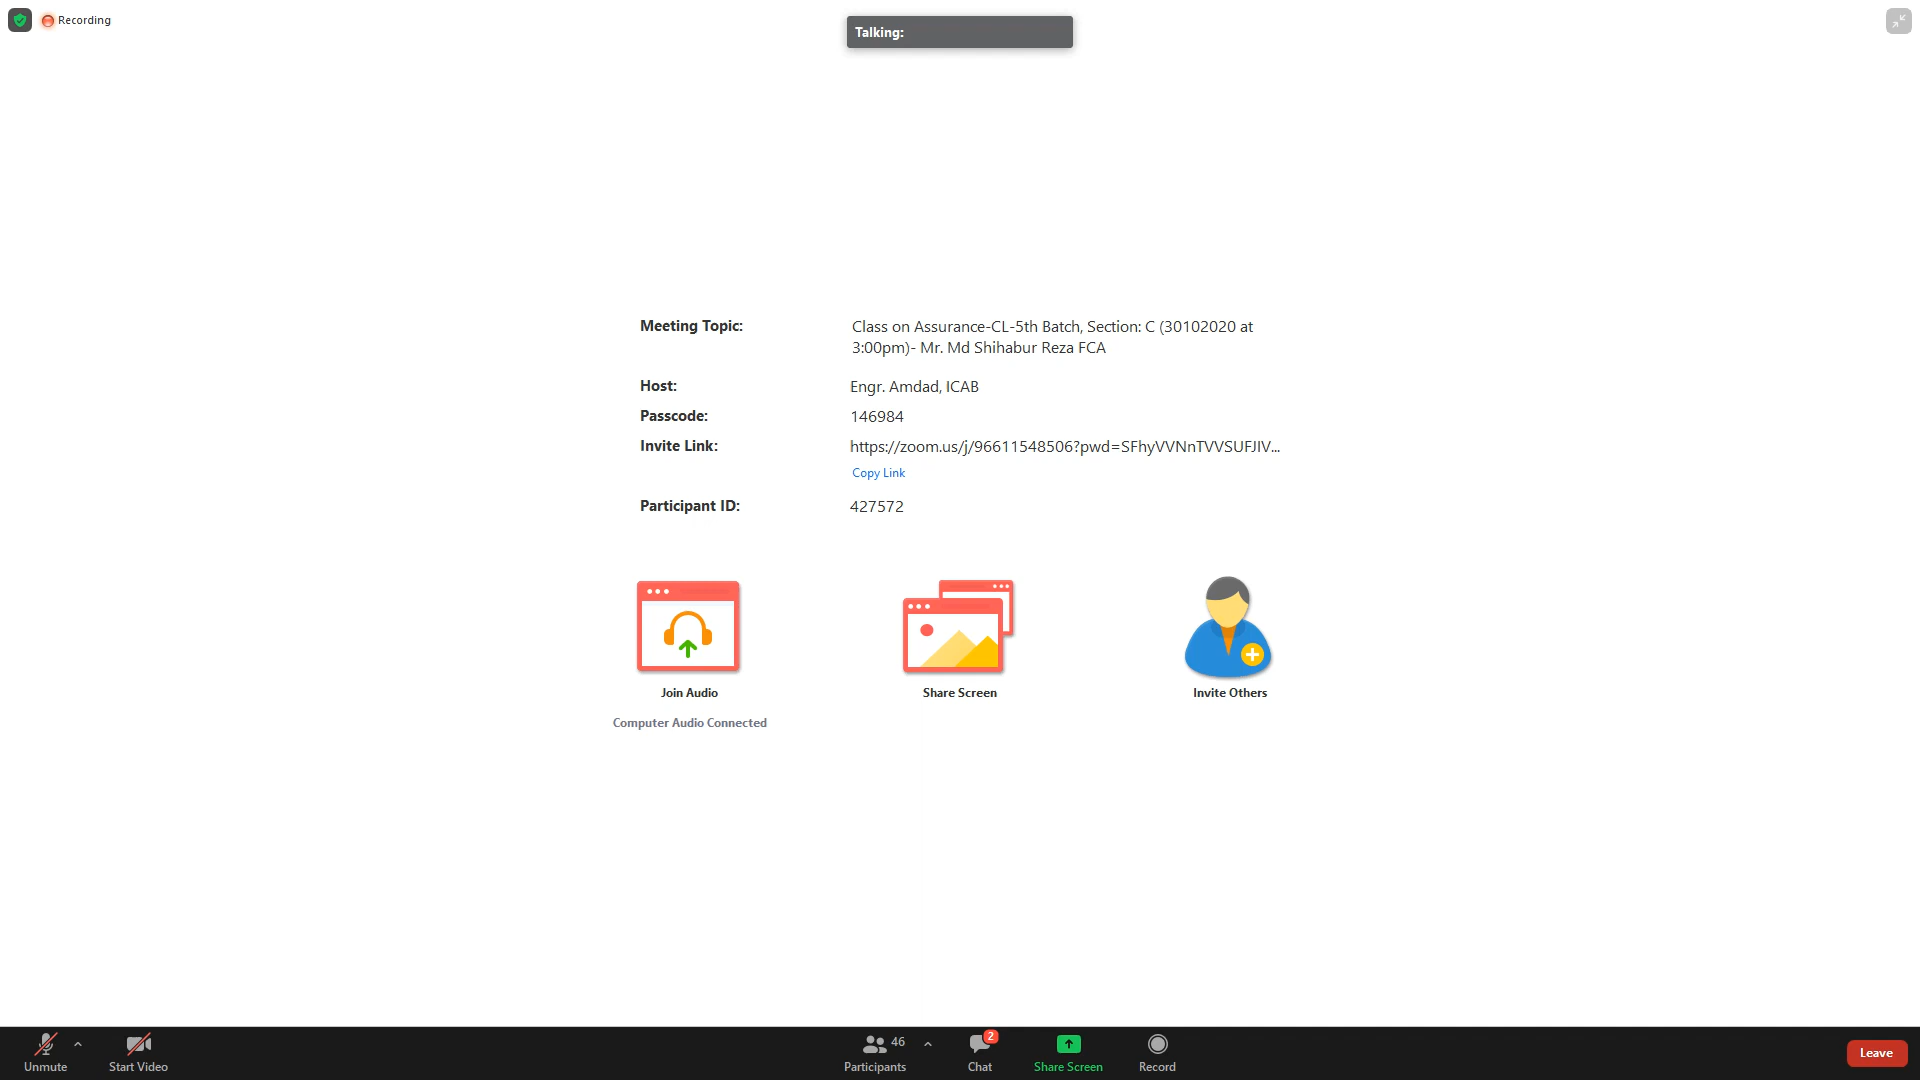 Recording
Talking:
Meeting Topic: Class on Assurance-CL-5th Batch, Section: C (30102020 at
3:00pm)- Mr. Md Shihabur Reza FCA
Host: Engr. Amdad, ICAB
Passcode: 146984
Invite Link: https://zoom.us/j/96611548506?pwd=SFhyVVNnTVVSUFJIV...
Copy Link
Participant ID: 427572
Join Audio Share Screen Invite Others
Computer Audio Connected
46 2
Unmute Start Video Participants Chat Share Screen Record Leave